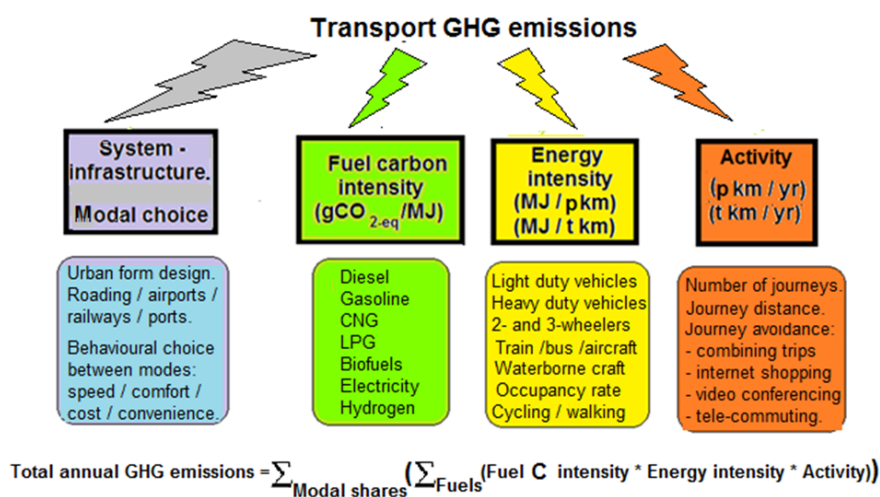 Transport GHG emissions
System -
infrastructure.
Modal choice
Fuel carbon
intensity
(gCO2-eq/MJ)
Energy
intensity
(MJ / p km)
(MJ / t km)
Activity
(p km / yr)
(t km / yr)
Urban form design.
Roading / airports /
railways / ports.
Behavioural choice
between modes:
speed / comfort /
cost / convenience.
Diesel
Gasoline
CNG
LPG
Biofuels
Electricity
Hydrogen
Light duty vehicles
Heavy duty vehicles
2- and 3-wheelers
Train /bus /aircraft
Waterborne craft
Occupancy rate
Cycling / walking
Number of journeys.
Journey distance.
Journey avoidance:
- combining trips
- internet shopping
- video conferencing
- tele-commuting.
Total annual GHG emissions = ∑Modal shares(∑Fuels(Fuel C intensity * Energy intensity * Activity))